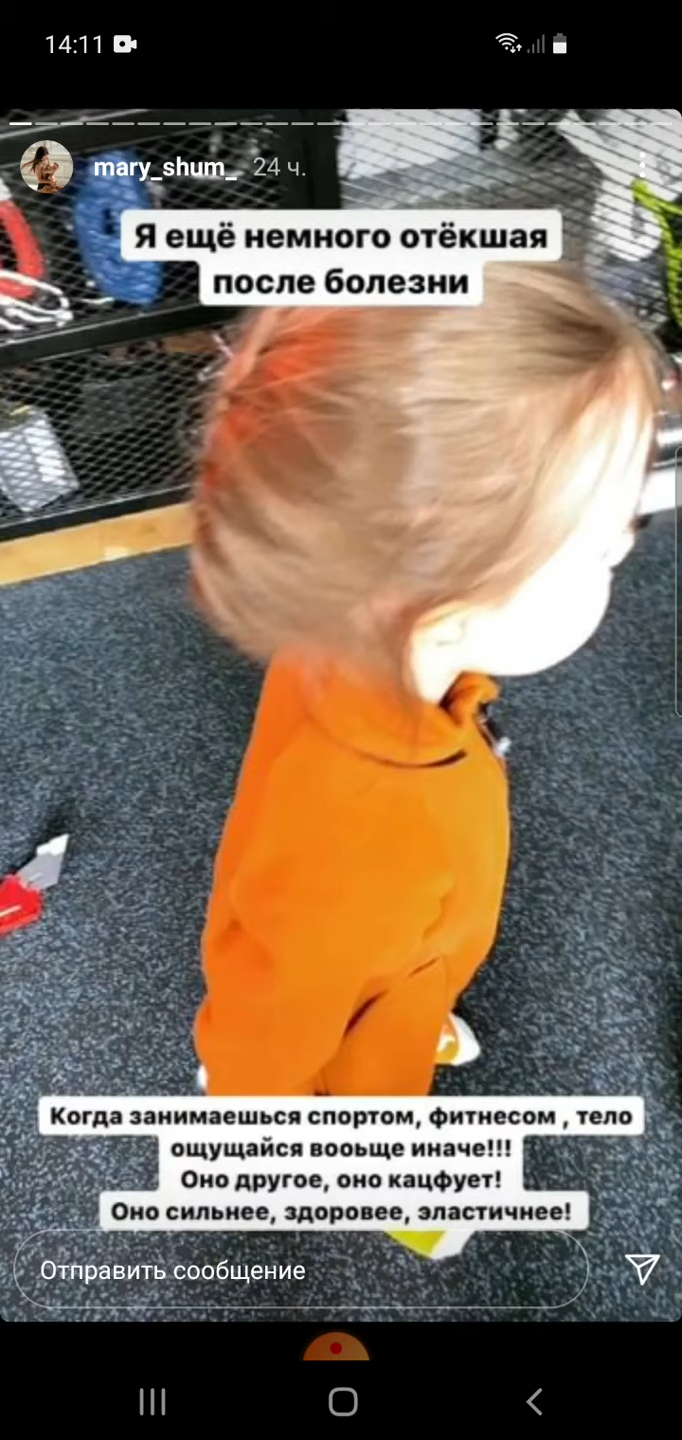 14:11
mary_shum_ 24 ч.
Я ещё немного отёкшая
после болезни
Когда занимаешься спортом, фитнесом , тело
ощущайся вооьще иначе!!!
Оно другое, оно кацфует!
Оно сильнее, здоровее, эластичнее!
Отправить сообщение